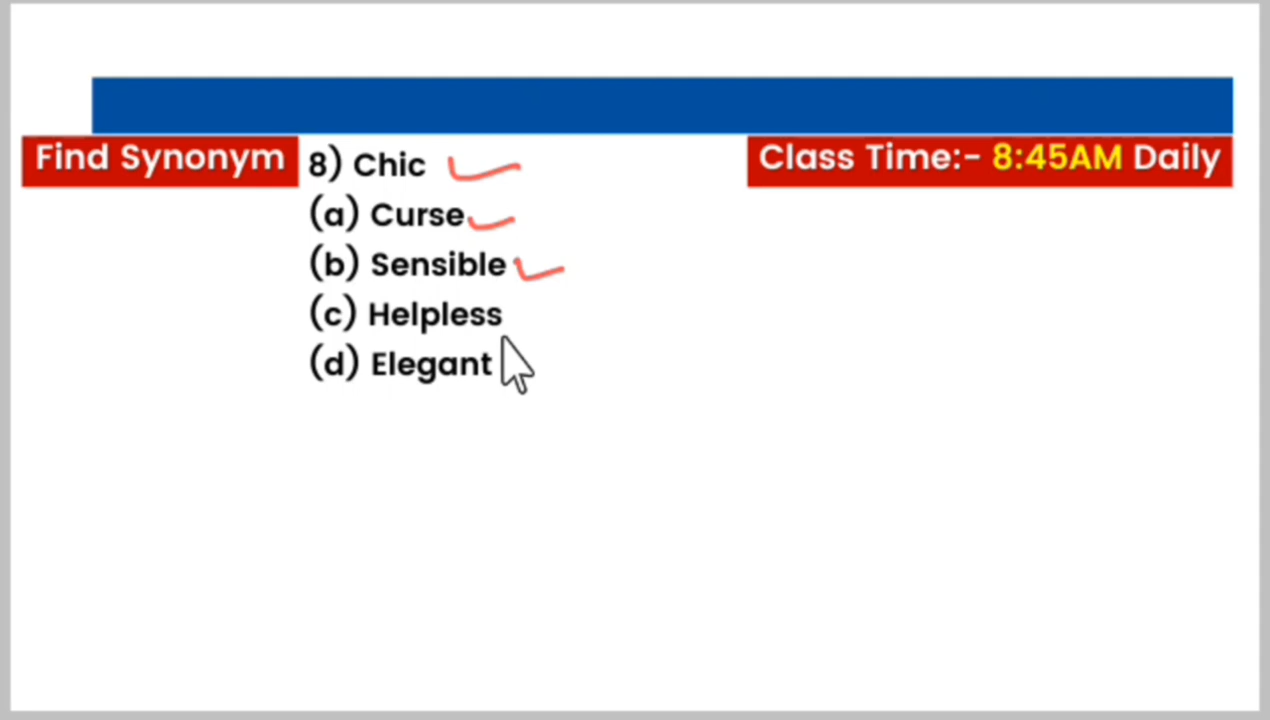 Find Synonym
8) Chic
Class Time:- 8:45AM Daily
(a) Curse
(b) Sensible
(c) Helpless
(d) Elegant